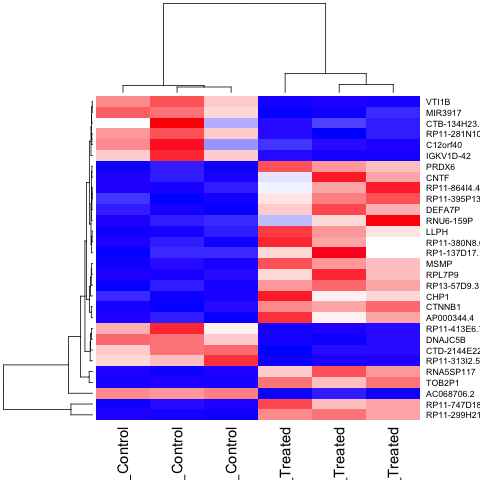 VTI1B
MIR3917
CTB-134H23.
RP11-281N10
C12orf40
IGKV1D-42
PRDX6
CNTF
RP11-864I4.4
RP11-395P13
DEFA7P
RNU6-159P
LLPH
RP11-380N8.
RP1-137D17.
MSMP
RPL7P9
RP13-57D9.3
CHP1
CTNNB1
AP000344.4
RP11-413E6.
DNAJC5B
CTD-2144E22
RP11-313I2.5
RNA5SP117
TOB2P1
AC068706.2
RP11-747D18
RP11-299H21
_Control
_Control
_Control
_Treated
_Treated
_Treated